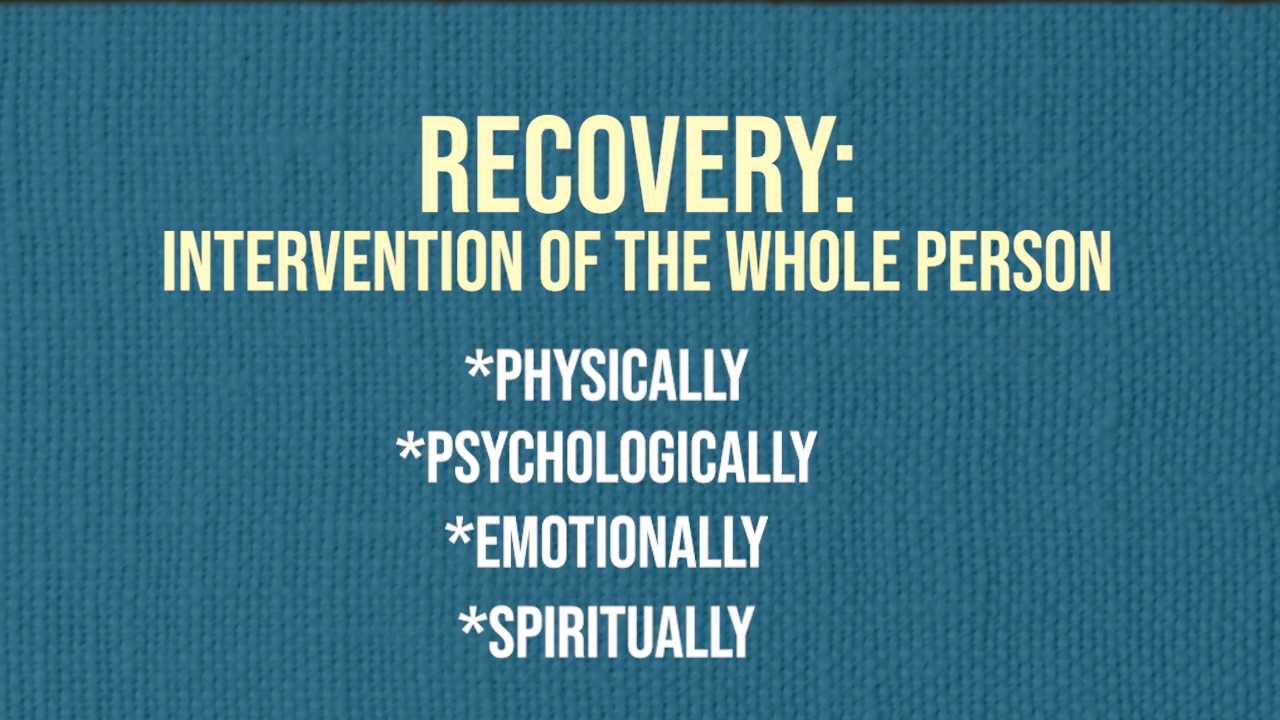 RECOVERY:
INTERVENTION OF THE WHOLE PERSON
*PHYSICALLY
*PSYCHOLOGICALLY
*EMOTIONALLY
*SPIRITUALLY